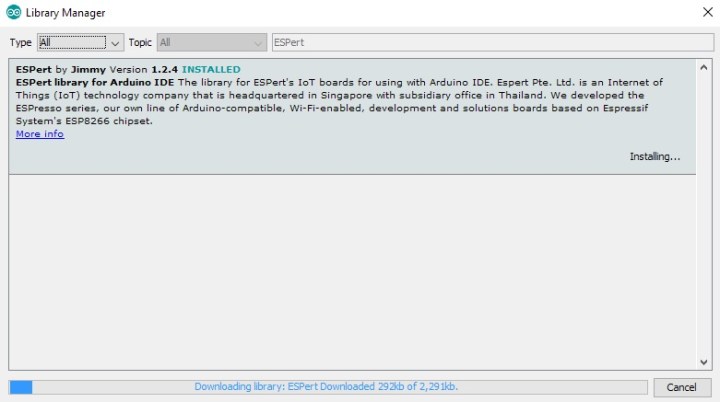 Library Manager
Type All Topic All ESPert
ESPert by Jimmy Version 1.2.4 INSTALLED
ESPert library for Arduino IDE The library for ESPert's IoT boards for using with Arduino IDE. Espert Pte. Ltd. is an Internet of
Things (IoT) technology company that is headquartered in Singapore with subsidiary office in Thailand. We developed the
ESPresso series, our own line of Arduino-compatible, Wi-Fi-enabled, development and solutions boards based on Espressif
System's ESP8266 chipset.
More info
Installing...
Downloading library: ESPert Downloaded 292kb of 2,291kb.
Cancel